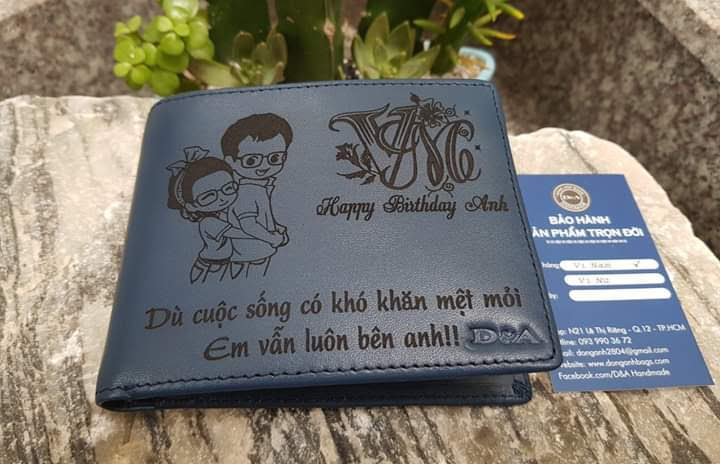 Happy Birthday Anh
Dù cuộc sống có khó khăn mệt mỏi
Em vẫn luôn bên anh!!
D&A
D&A
BẢO HÀNH
ẢN PHẨM TRỌN ĐỜI
Ví Nam ✓
Ví Nữ
NQ1 Lê Thị Riêng - Q.12 - TP.HCM
Hotline: 093 990 36 72
donganh2804@gmail.com
website: www.donganhbags.com
Facebook.com/D&A Handmade